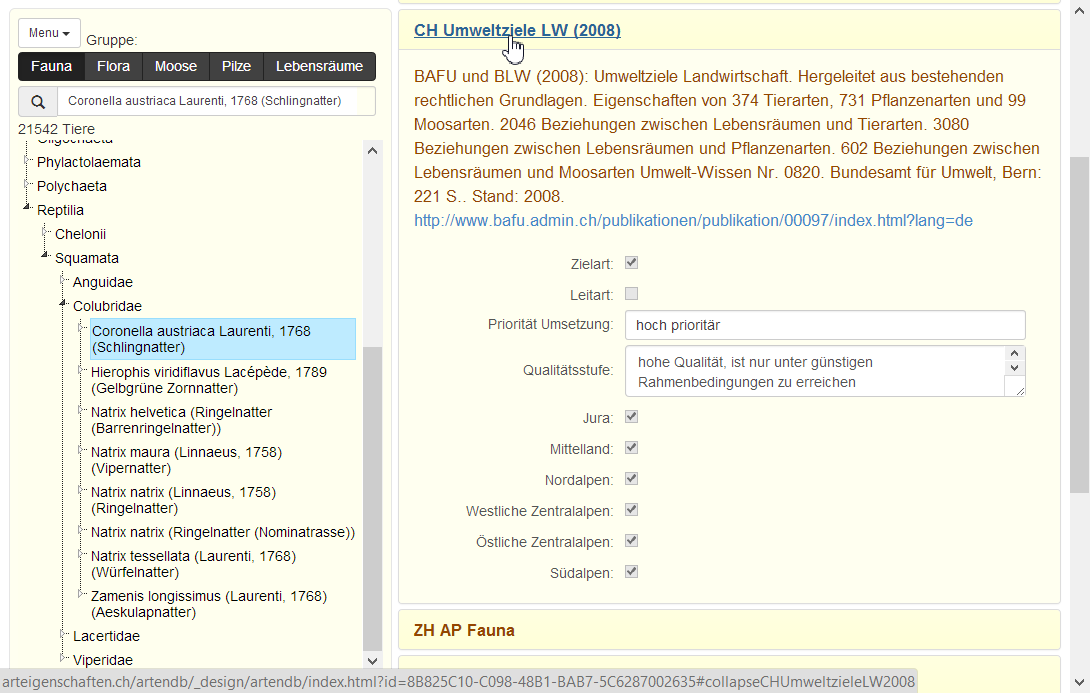 Menu
Gruppe:
Fauna Flora Moose Pilze Lebensräume
Coronella austriaca Laurenti, 1768 (Schlingnatter)
21542 Tiere
Oligochaeta
Phylactolaemata
Polychaeta
Reptilia
Chelonii
Squamata
Anguidae
Colubridae
Coronella austriaca Laurenti, 1768
(Schlingnatter)
Hierophis viridiflavus Lacépède, 1789
(Gelbgrüne Zornnatter)
Natrix helvetica (Ringelnatter
(Barrenringelnatter))
Natrix maura (Linnaeus, 1758)
(Vipernatter)
Natrix natrix (Linnaeus, 1758)
(Ringelnatter)
Natrix natrix (Ringelnatter (Nominatrasse))
Natrix tessellata (Laurenti, 1768)
(Würfelnatter)
Zamenis longissimus (Laurenti, 1768)
(Aeskulapnatter)
Lacertidae
Viperidae
CH Umweltziele LW (2008)
BAFU und BLW (2008): Umweltziele Landwirtschaft. Hergeleitet aus bestehenden
rechtlichen Grundlagen. Eigenschaften von 374 Tierarten, 731 Pflanzenarten und 99
Moosarten. 2046 Beziehungen zwischen Lebensräumen und Tierarten. 3080
Beziehungen zwischen Lebensräumen und Pflanzenarten. 602 Beziehungen zwischen
Lebensräumen und Moosarten Umwelt-Wissen Nr. 0820. Bundesamt für Umwelt, Bern:
221 S.. Stand: 2008.
http://www.bafu.admin.ch/publikationen/publikation/00097/index.html?lang=de
Zielart:
Leitart:
Priorität Umsetzung: hoch prioritär
Qualitätsstufe: hohe Qualität, ist nur unter günstigen
Rahmenbedingungen zu erreichen
Jura:
Mittelland:
Nordalpen:
Westliche Zentralalpen:
Östliche Zentralalpen:
Südalpen:
ZH AP Fauna
arteigenschaften.ch/artendb/_design/artendb/index.html?id=8B825C10-C098-48B1-BAB7-5C6287002635#collapseCHUmweltzieleLW2008